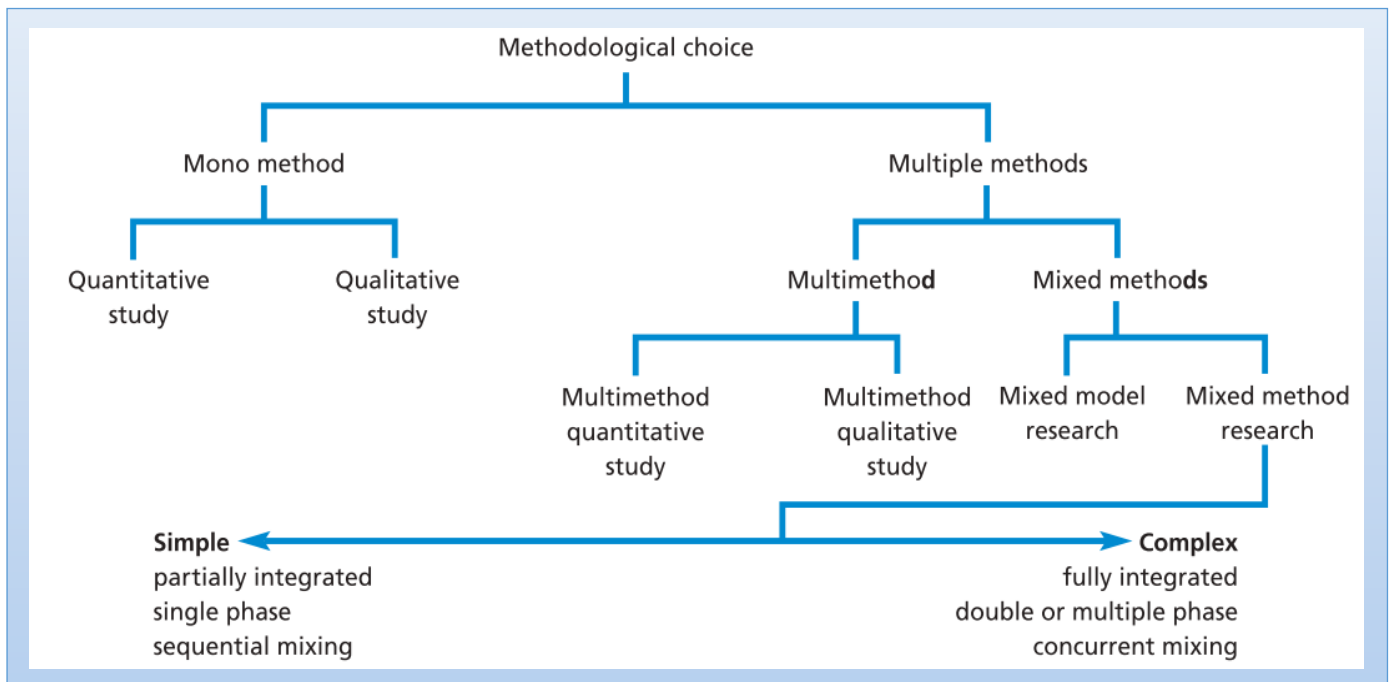 Methodological choice
Mono method
Multiple methods
Quantitative
study
Qualitative
study
Multimethod
Mixed methods
Multimethod
quantitative
study
Multimethod
qualitative
study
Mixed model
research
Mixed method
research
Simple
partially integrated
single phase
sequential mixing
Complex
fully integrated
double or multiple phase
concurrent mixing